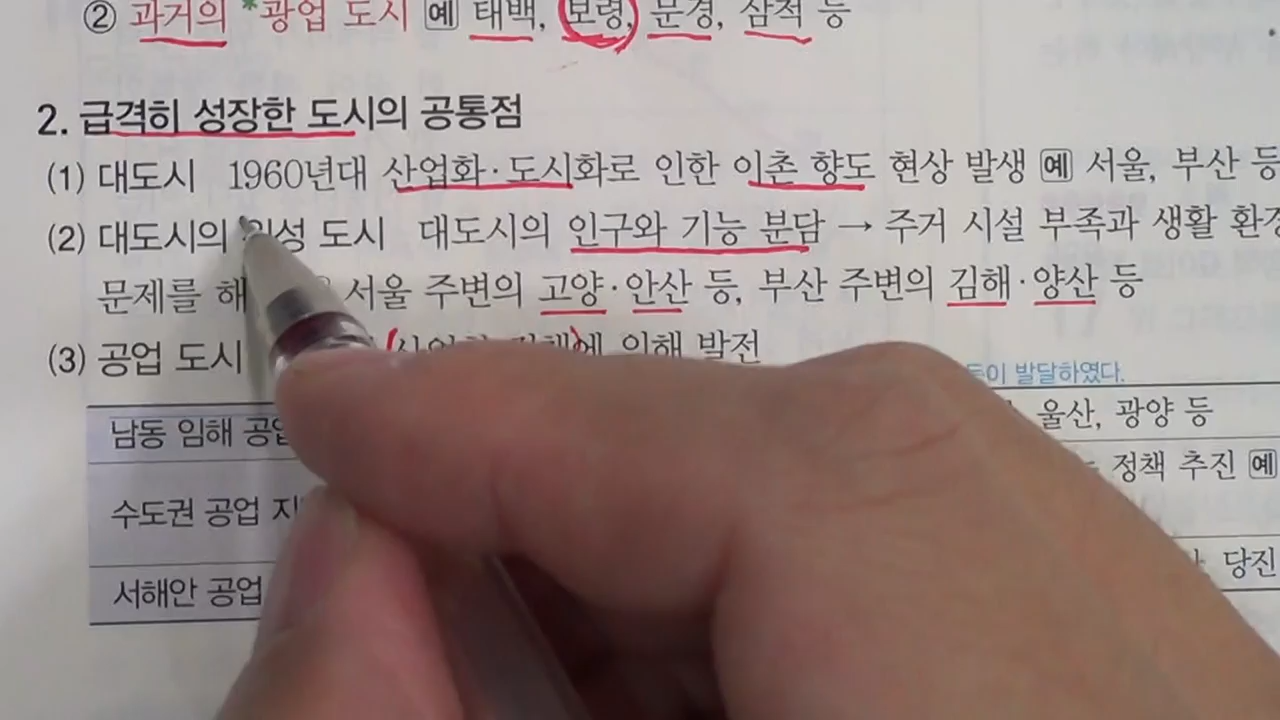 ② 과거의 *광업 도시 예 태백, 보령, 문경, 삼척 등
2. 급격히 성장한 도시의 공통점
(1) 대도시 1960년대 산업화·도시화로 인한 이촌 향도 현상 발생 예 서울, 부산 등
(2) 대도시의 위성 도시 대도시의 인구와 기능 분담 → 주거 시설 부족과 생활 환경
문제를 해 서울 주변의 고양·안산 등, 부산 주변의 김해·양산 등
(3) 공업 도시 에 의해 발전
발달하였다.
남동 임해 공업 울산, 광양 등
수도권 공업 지 정책 추진 예
서해안 공업 당진